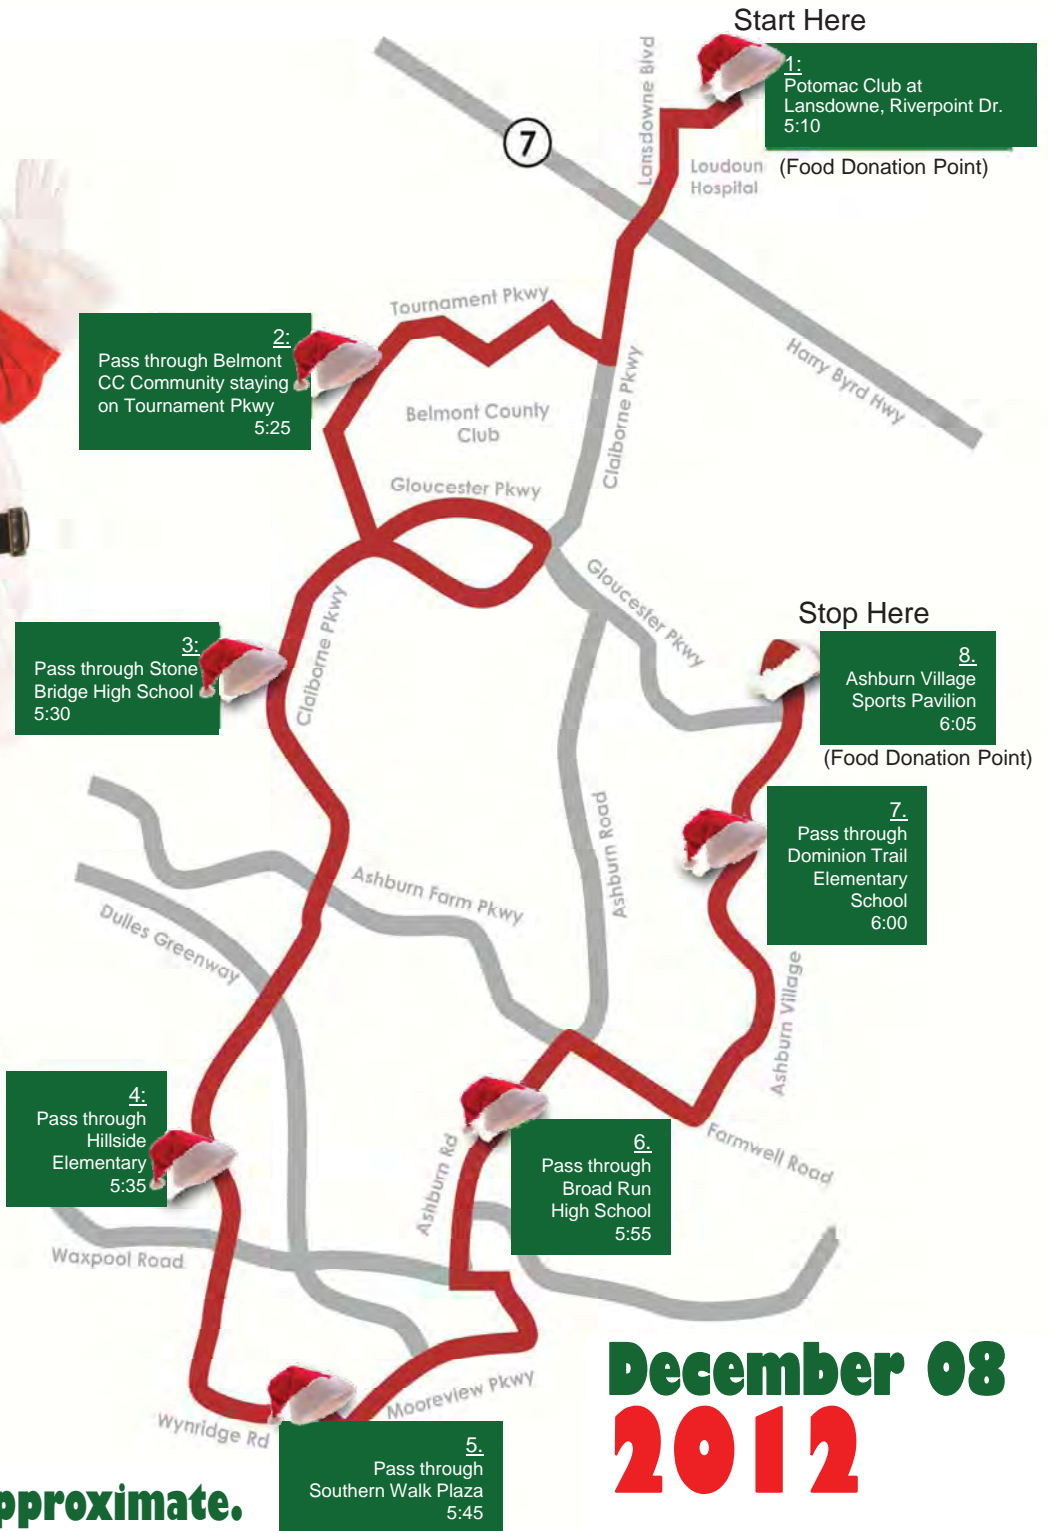 Start Here
1:
Potomac Club at
Lansdowne, Riverpoint Dr.
5:10
(Food Donation Point)
Lansdowne Blvd
7
Loudoun
Hospital
Harry Byrd Hwy
Tournament Pkwy
2:
Pass through Belmont
CC Community staying
on Tournament Pkwy
5:25
Belmont County
Club
Claiborne Pkwy
Gloucester Pkwy
Gloucester Pkwy
Claiborne Pkwy
3:
Pass through Stone
Bridge High School
5:30
Stop Here
8.
Ashburn Village
Sports Pavilion
6:05
(Food Donation Point)
7.
Pass through
Dominion Trail
Elementary
School
6:00
Ashburn Road
Ashburn Farm Pkwy
Dulles Greenway
Ashburn Village
4:
Pass through
Hillside
Elementary
5:35
Farmwell Road
Ashburn Rd
6.
Pass through
Broad Run
High School
5:55
Waxpool Road
Mooreview Pkwy
Wynridge Rd
5.
Pass through
Southern Walk Plaza
5:45
December 08
2012
pproximate.